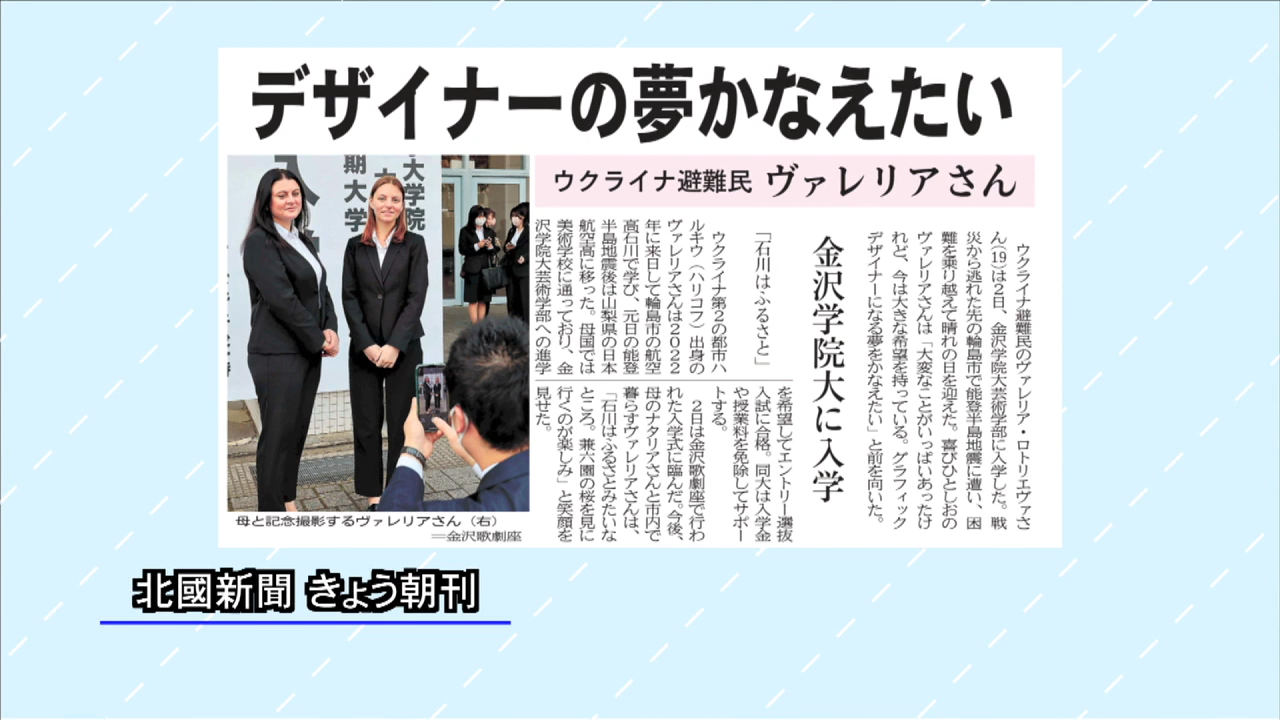 デザイナーの夢かなえたい
ウクライナ避難民 ヴァレリアさん
金沢学院大に入学
ウクライナ避難民のヴァレリア・ロトリエヴァさ
ん(19)は2日、金沢学院大芸術学部に入学した。戦
災から逃れた先の輪島市で能登半島地震に遭い、困
難を乗り越えて晴れの日を迎えた。喜びひとしおの
ヴァレリアさんは「大変なことがいっぱいあったけ
れど、今は大きな希望を持っている。グラフィック
デザイナーになる夢をかなえたい」と前を向いた。
「石川はふるさと」
ウクライナ第2の都市ハ
ルキウ(ハリコフ)出身の
ヴァレリアさんは2022
年に来日して輪島市の航空
高石川で学び、元日の能登
半島地震後は山梨県の日本
航空高に移った。母国では
美術学校に通っており、金
沢学院大芸術学部への進学
を希望してエントリー選抜
入試に合格。同大は入学金
や授業料を免除してサポー
トする。
2日は金沢歌劇座で行わ
れた入学式に臨んだ。今後、
母のナタリアさんと市内で
暮らすヴァレリアさんは、
「石川はふるさとみたいな
ところ。兼六園の桜を見に
行くのが楽しみ」と笑顔を
見せた。
大学院
期大学
母と記念撮影するヴァレリアさん(右)
=金沢歌劇座
北國新聞 きょう朝刊